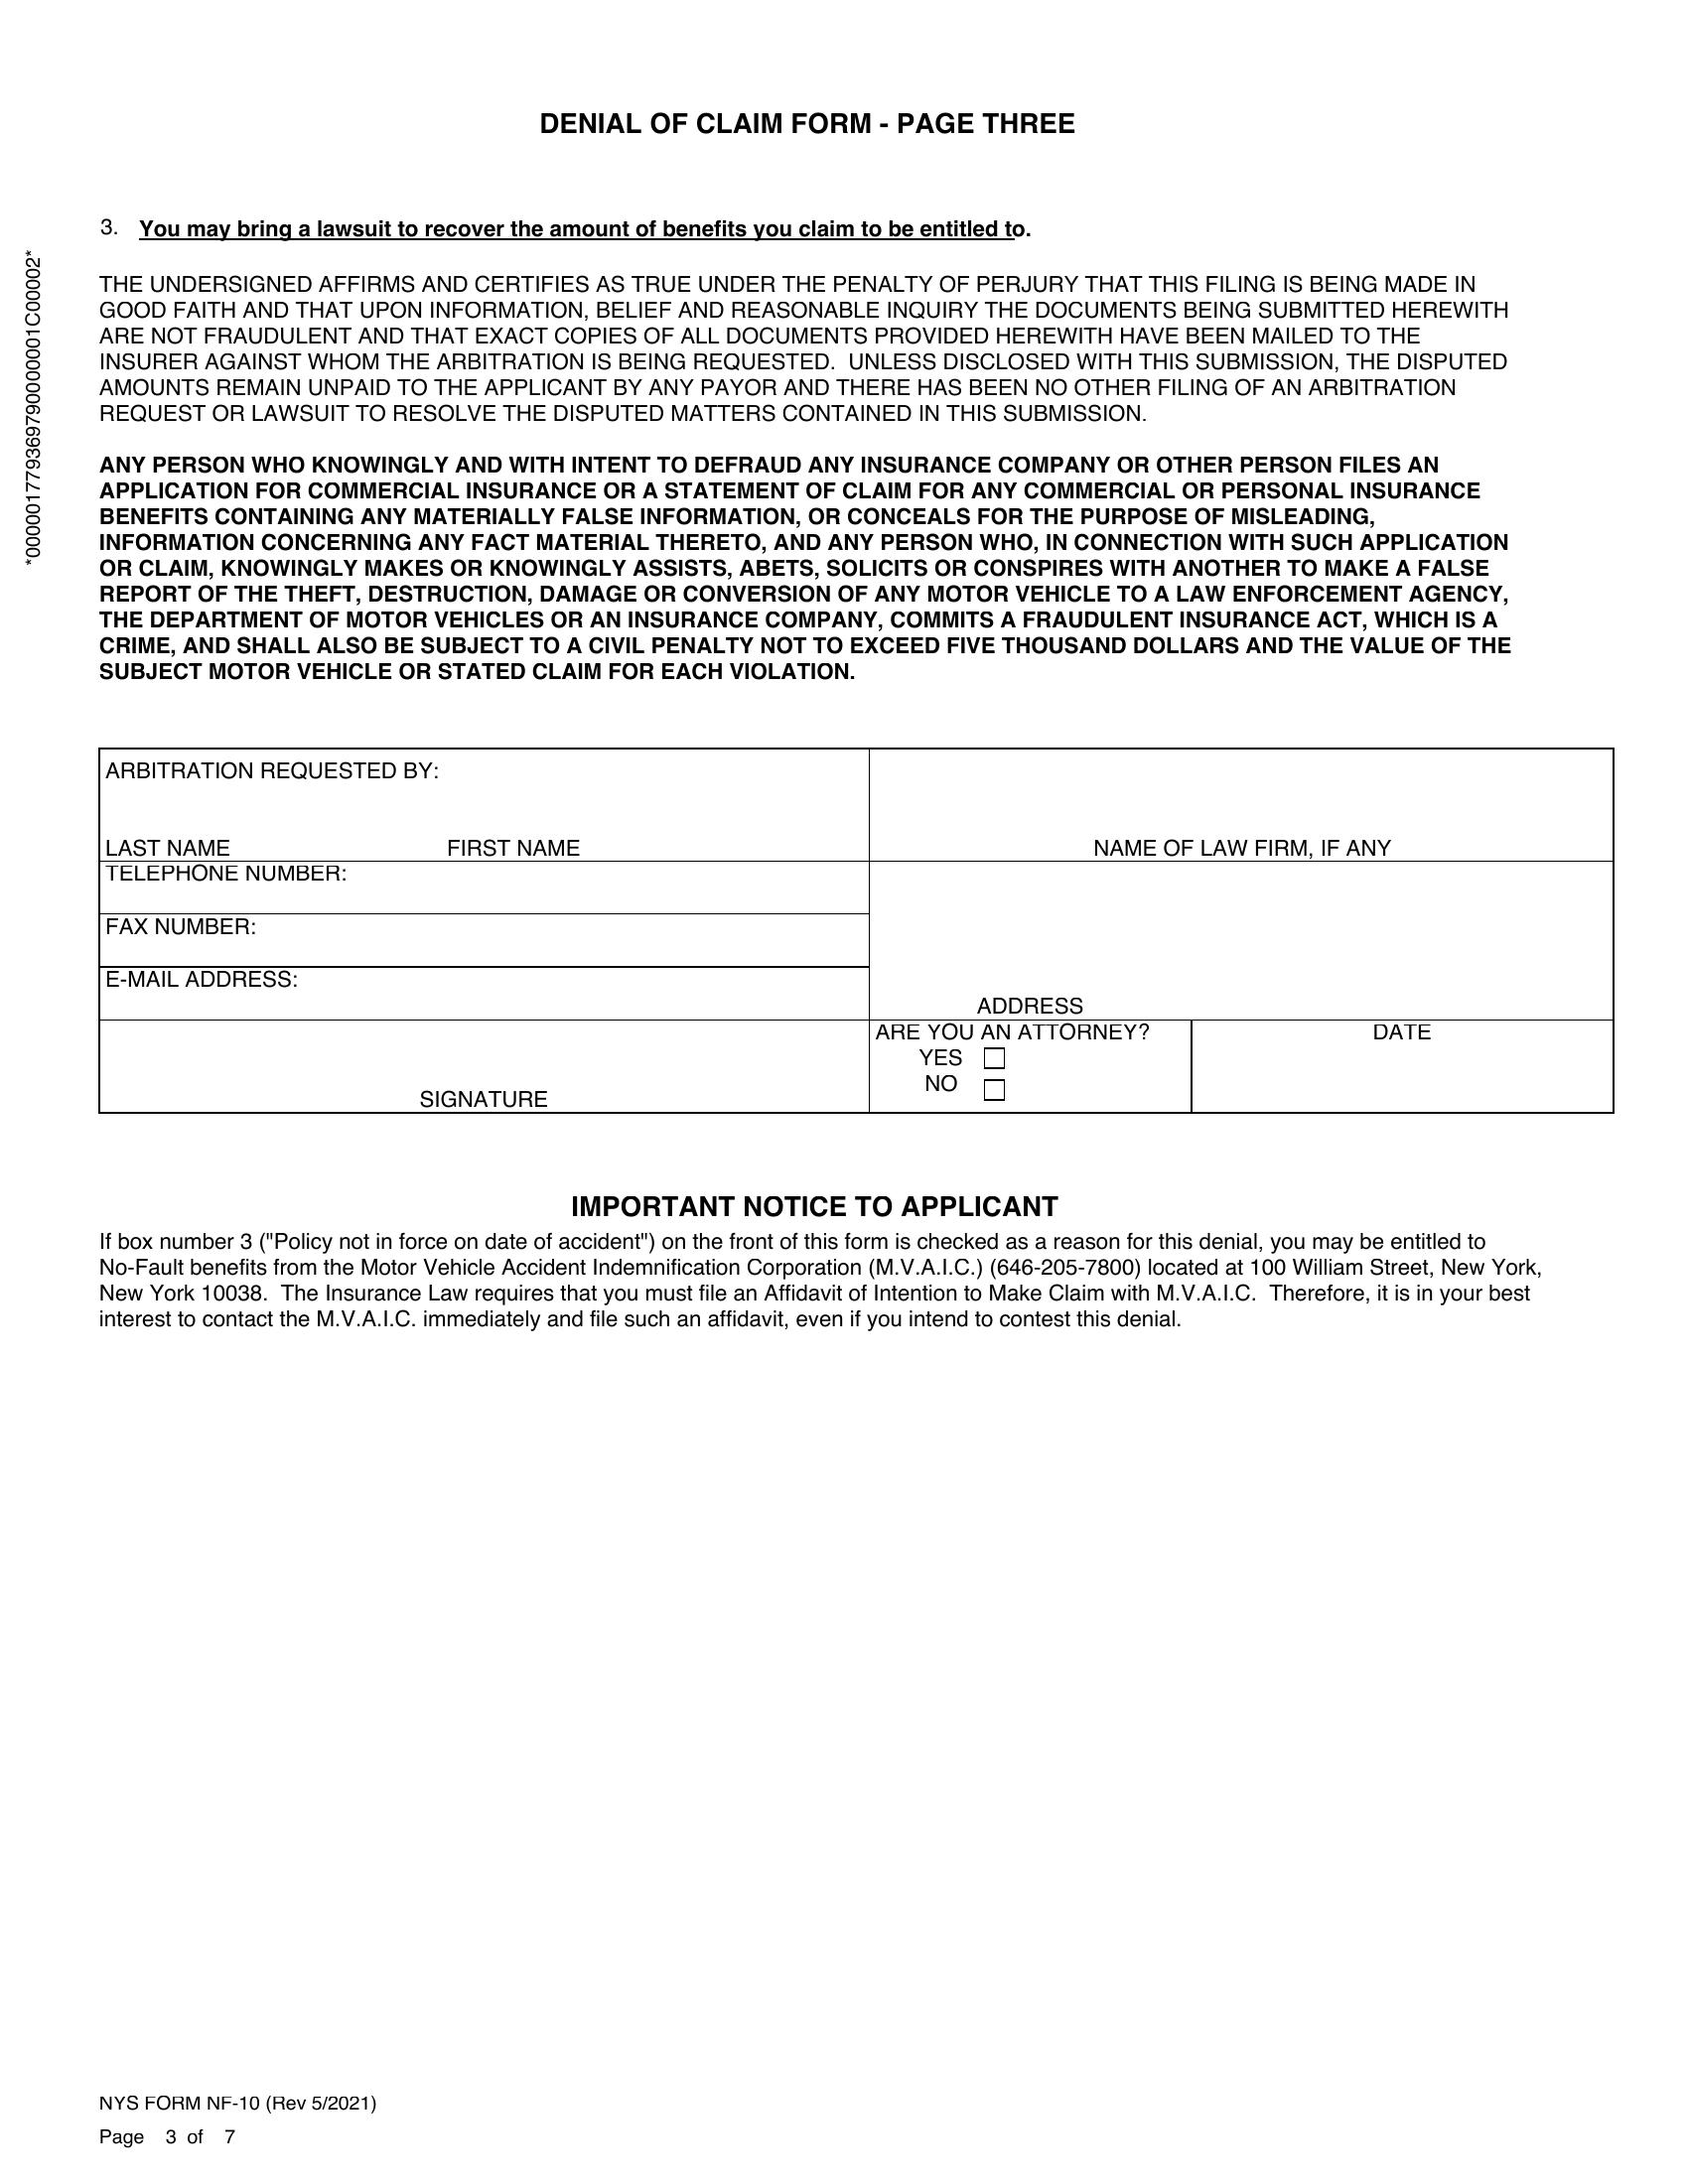 DENIAL OF CLAIM FORM - PAGE THREE
3. You may bring a lawsuit to recover the amount of benefits you claim to be entitled to.
*00000177936979000000001C00002*
THE UNDERSIGNED AFFIRMS AND CERTIFIES AS TRUE UNDER THE PENALTY OF PERJURY THAT THIS FILING IS BEING MADE IN
GOOD FAITH AND THAT UPON INFORMATION, BELIEF AND REASONABLE INQUIRY THE DOCUMENTS BEING SUBMITTED HEREWITH
ARE NOT FRAUDULENT AND THAT EXACT COPIES OF ALL DOCUMENTS PROVIDED HEREWITH HAVE BEEN MAILED TO THE
INSURER AGAINST WHOM THE ARBITRATION IS BEING REQUESTED. UNLESS DISCLOSED WITH THIS SUBMISSION, THE DISPUTED
AMOUNTS REMAIN UNPAID TO THE APPLICANT BY ANY PAYOR AND THERE HAS BEEN NO OTHER FILING OF AN ARBITRATION
REQUEST OR LAWSUIT TO RESOLVE THE DISPUTED MATTERS CONTAINED IN THIS SUBMISSION.
ANY PERSON WHO KNOWINGLY AND WITH INTENT TO DEFRAUD ANY INSURANCE COMPANY OR OTHER PERSON FILES AN
APPLICATION FOR COMMERCIAL INSURANCE OR A STATEMENT OF CLAIM FOR ANY COMMERCIAL OR PERSONAL INSURANCE
BENEFITS CONTAINING ANY MATERIALLY FALSE INFORMATION, OR CONCEALS FOR THE PURPOSE OF MISLEADING,
INFORMATION CONCERNING ANY FACT MATERIAL THERETO, AND ANY PERSON WHO, IN CONNECTION WITH SUCH APPLICATION
OR CLAIM, KNOWINGLY MAKES OR KNOWINGLY ASSISTS, ABETS, SOLICITS OR CONSPIRES WITH ANOTHER TO MAKE A FALSE
REPORT OF THE THEFT, DESTRUCTION, DAMAGE OR CONVERSION OF ANY MOTOR VEHICLE TO A LAW ENFORCEMENT AGENCY,
THE DEPARTMENT OF MOTOR VEHICLES OR AN INSURANCE COMPANY, COMMITS A FRAUDULENT INSURANCE ACT, WHICH IS A
CRIME, AND SHALL ALSO BE SUBJECT TO A CIVIL PENALTY NOT TO EXCEED FIVE THOUSAND DOLLARS AND THE VALUE OF THE
SUBJECT MOTOR VEHICLE OR STATED CLAIM FOR EACH VIOLATION.
ARBITRATION REQUESTED BY:
LAST NAME FIRST NAME NAME OF LAW FIRM, IF ANY
TELEPHONE NUMBER:
FAX NUMBER:
E-MAIL ADDRESS:
ADDRESS
ARE YOU AN ATTORNEY? DATE
YES
NO
SIGNATURE
IMPORTANT NOTICE TO APPLICANT
If box number 3 ("Policy not in force on date of accident") on the front of this form is checked as a reason for this denial, you may be entitled to
No-Fault benefits from the Motor Vehicle Accident Indemnification Corporation (M.V.A.I.C.) (646-205-7800) located at 100 William Street, New York,
New York 10038. The Insurance Law requires that you must file an Affidavit of Intention to Make Claim with M.V.A.I.C. Therefore, it is in your best
interest to contact the M.V.A.I.C. immediately and file such an affidavit, even if you intend to contest this denial.
NYS FORM NF-10 (Rev 5/2021)
Page 3 of 7